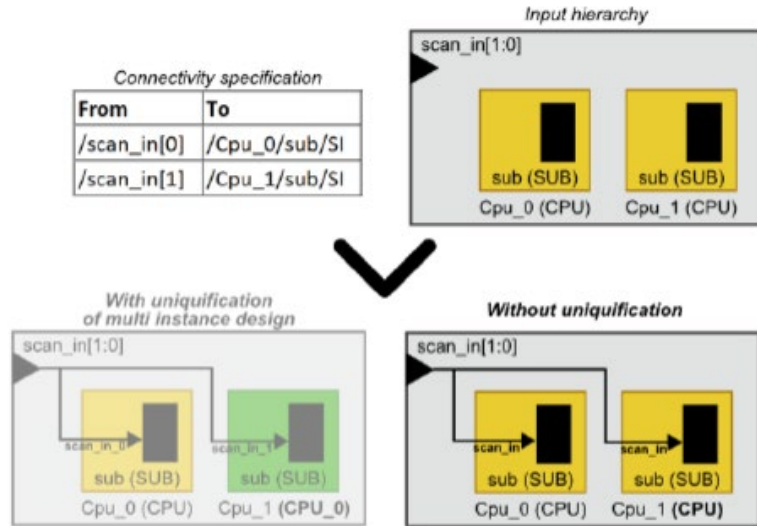 Input hierarchy
scan_in[1:0]
Connectivity specification
From To
/scan_in[0] /Cpu_0/sub/SI
/scan_in[1] /Cpu_1/sub/SI
sub (SUB) sub (SUB)
Cpu_0 (CPU) Cpu_1 (CPU)
With uniquification
of multi instance design
scan_in[1:0]
scan_in_0 scan_in_1
sub (SUB) sub (SUB)
Cpu_0 (CPU) Cpu_1 (CPU_0)
Without uniquification
scan_in[1:0]
scan_in scan_in
sub (SUB) sub (SUB)
Cpu_0 (CPU) Cpu_1 (CPU)